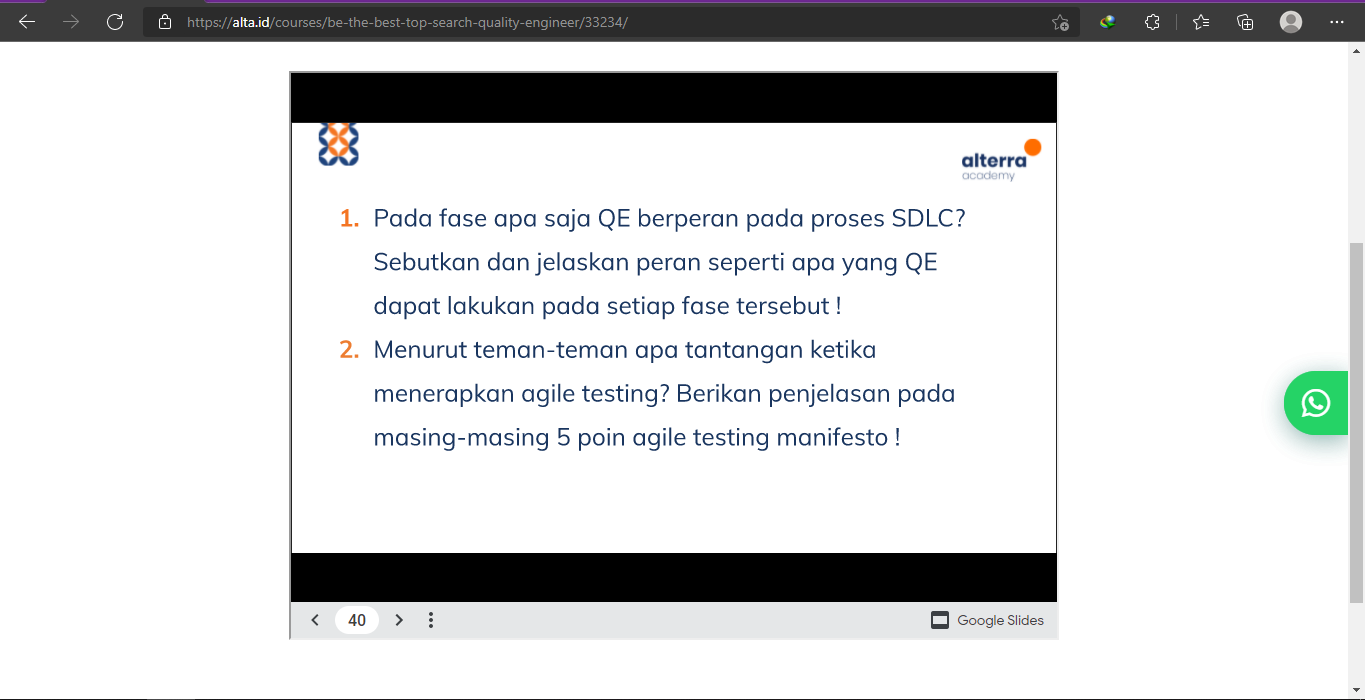 https://alta.id/courses/be-the-best-top-search-quality-engineer/33234/
alterra
academy
1. Pada fase apa saja QE berperan pada proses SDLC?
Sebutkan dan jelaskan peran seperti apa yang QE
dapat lakukan pada setiap fase tersebut !
2. Menurut teman-teman apa tantangan ketika
menerapkan agile testing? Berikan penjelasan pada
masing-masing 5 poin agile testing manifesto !
40
Google Slides